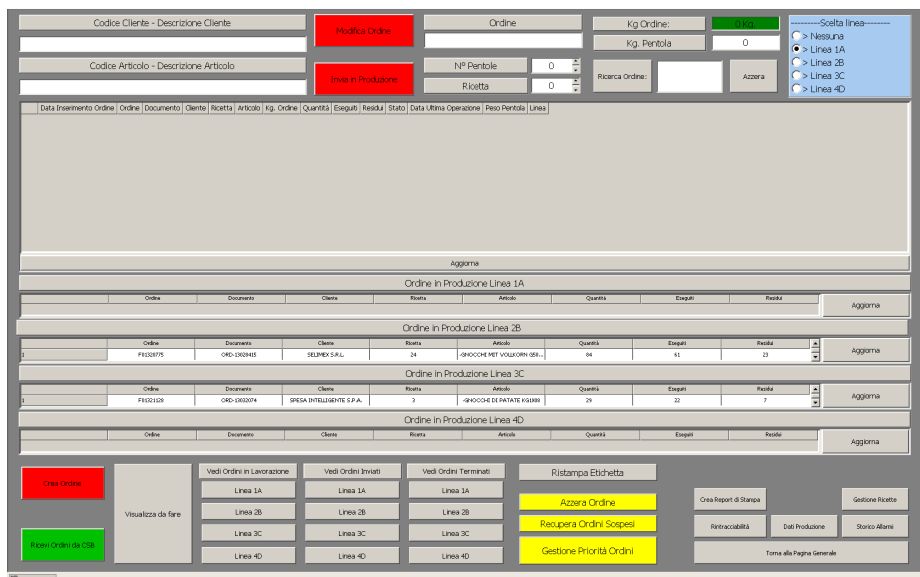 Codice Cliente - Descrizione Cliente
Modifica Ordine
Ordine
Kg Ordine:
0 Kg.
Kg. Pentola
0
---------Scelta linea--------
> Nessuna
> Linea 1A
> Linea 2B
> Linea 3C
> Linea 4D
Codice Articolo - Descrizione Articolo
Invia in Produzione
N° Pentole
0
Ricetta
0
Ricerca Ordine:
Azzera
Data Inserimento Ordine Ordine Documento Cliente Ricetta Articolo Kg. Ordine Quantità Eseguiti Residui Stato Data Ultima Operazione Peso Pentola Linea
Aggiorna
Ordine in Produzione Linea 1A
Ordine Documento Cliente Ricetta Articolo Quantità Eseguiti Residui
Aggiorna
Ordine in Produzione Linea 2B
Ordine Documento Cliente Ricetta Articolo Quantità Eseguiti Residui
1 F01320775 ORD-13028415 SELIMEX S.R.L. 24 -GNOCCHI MET VOLLKORN G50... 84 61 23
Aggiorna
Ordine in Produzione Linea 3C
Ordine Documento Cliente Ricetta Articolo Quantità Eseguiti Residui
1 F01321128 ORD-13032074 SPESA INTELLIGENTE S.P.A. 3 -GNOCCHI DI PATATE KG1000 29 22 7
Aggiorna
Ordine in Produzione Linea 4D
Ordine Documento Cliente Ricetta Articolo Quantità Eseguiti Residui
Aggiorna
Crea Ordine
Ricevi Ordini da CSB
Visualizza da fare
Vedi Ordini in Lavorazione
Linea 1A
Linea 2B
Linea 3C
Linea 4D
Vedi Ordini Inviati
Linea 1A
Linea 2B
Linea 3C
Linea 4D
Vedi Ordini Terminati
Linea 1A
Linea 2B
Linea 3C
Linea 4D
Ristampa Etichetta
Azzera Ordine
Recupera Ordini Sospesi
Gestione Priorità Ordini
Crea Report di Stampa
Gestione Ricette
Rintracciabilità
Dati Produzione
Storico Allarmi
Torna alla Pagina Generale